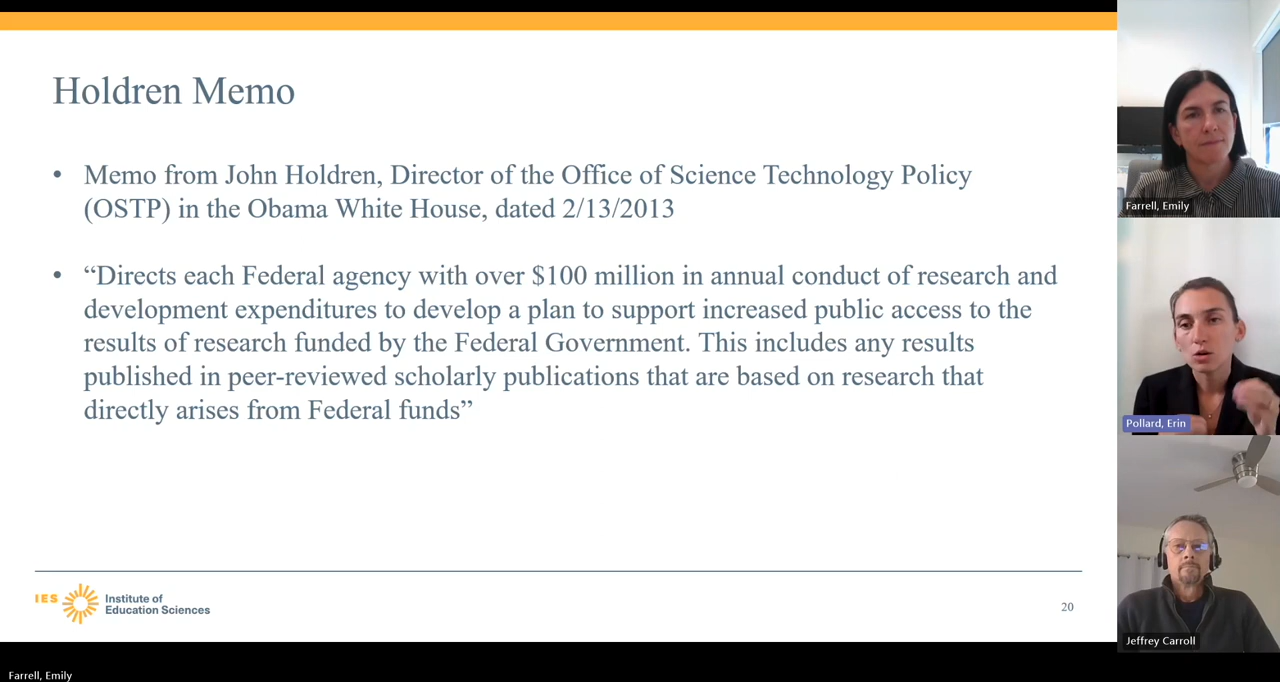 Holdren Memo
• Memo from John Holdren, Director of the Office of Science Technology Policy
(OSTP) in the Obama White House, dated 2/13/2013
• “Directs each Federal agency with over $100 million in annual conduct of research and
development expenditures to develop a plan to support increased public access to the
results of research funded by the Federal Government. This includes any results
published in peer-reviewed scholarly publications that are based on research that
directly arises from Federal funds”
IES
Institute of
Education Sciences
20
Farrell, Emily
Pollard, Erin
Jeffrey Carroll
Farrell, Emily